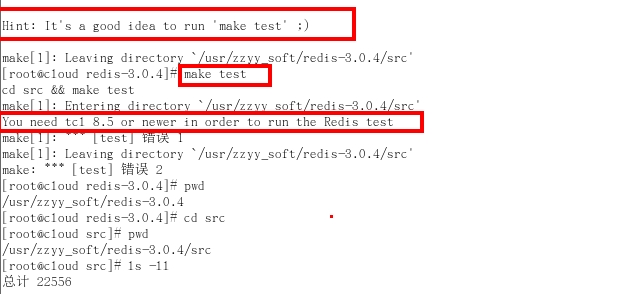 Hint: It's a good idea to run 'make test' ;)
make[1]: Leaving directory `/usr/zzyy_soft/redis-3.0.4/src'
[root@cloud redis-3.0.4]# make test
cd src && make test
make[1]: Entering directory `/usr/zzyy_soft/redis-3.0.4/src'
You need tcl 8.5 or newer in order to run the Redis test
make[1]: *** [test] 错误 1
make[1]: Leaving directory `/usr/zzyy_soft/redis-3.0.4/src'
make: *** [test] 错误 2
[root@cloud redis-3.0.4]# pwd
/usr/zzyy_soft/redis-3.0.4
[root@cloud redis-3.0.4]# cd src
[root@cloud src]# pwd
/usr/zzyy_soft/redis-3.0.4/src
[root@cloud src]# ls -ll
总计 22556